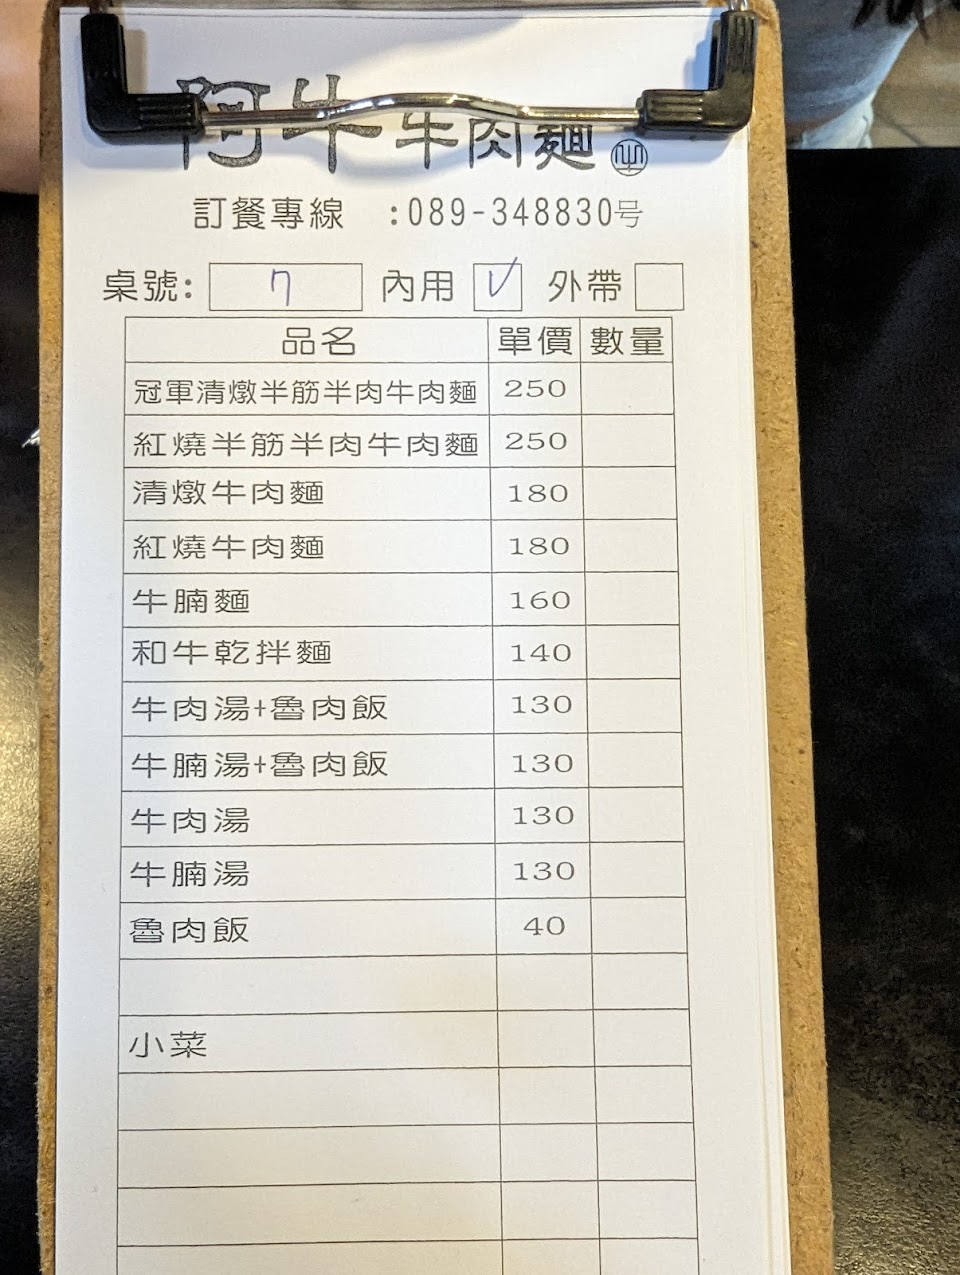 阿牛 牛肉麵
訂餐專線 :089-348830号
桌號: 7 內用 ✓ 外帶
品名 單價 數量
冠軍清燉半筋半肉牛肉麵 250
紅燒半筋半肉牛肉麵 250
清燉牛肉麵 180
紅燒牛肉麵 180
牛腩麵 160
和牛乾拌麵 140
牛肉湯+魯肉飯 130
牛腩湯+魯肉飯 130
牛肉湯 130
牛腩湯 130
魯肉飯 40
小菜